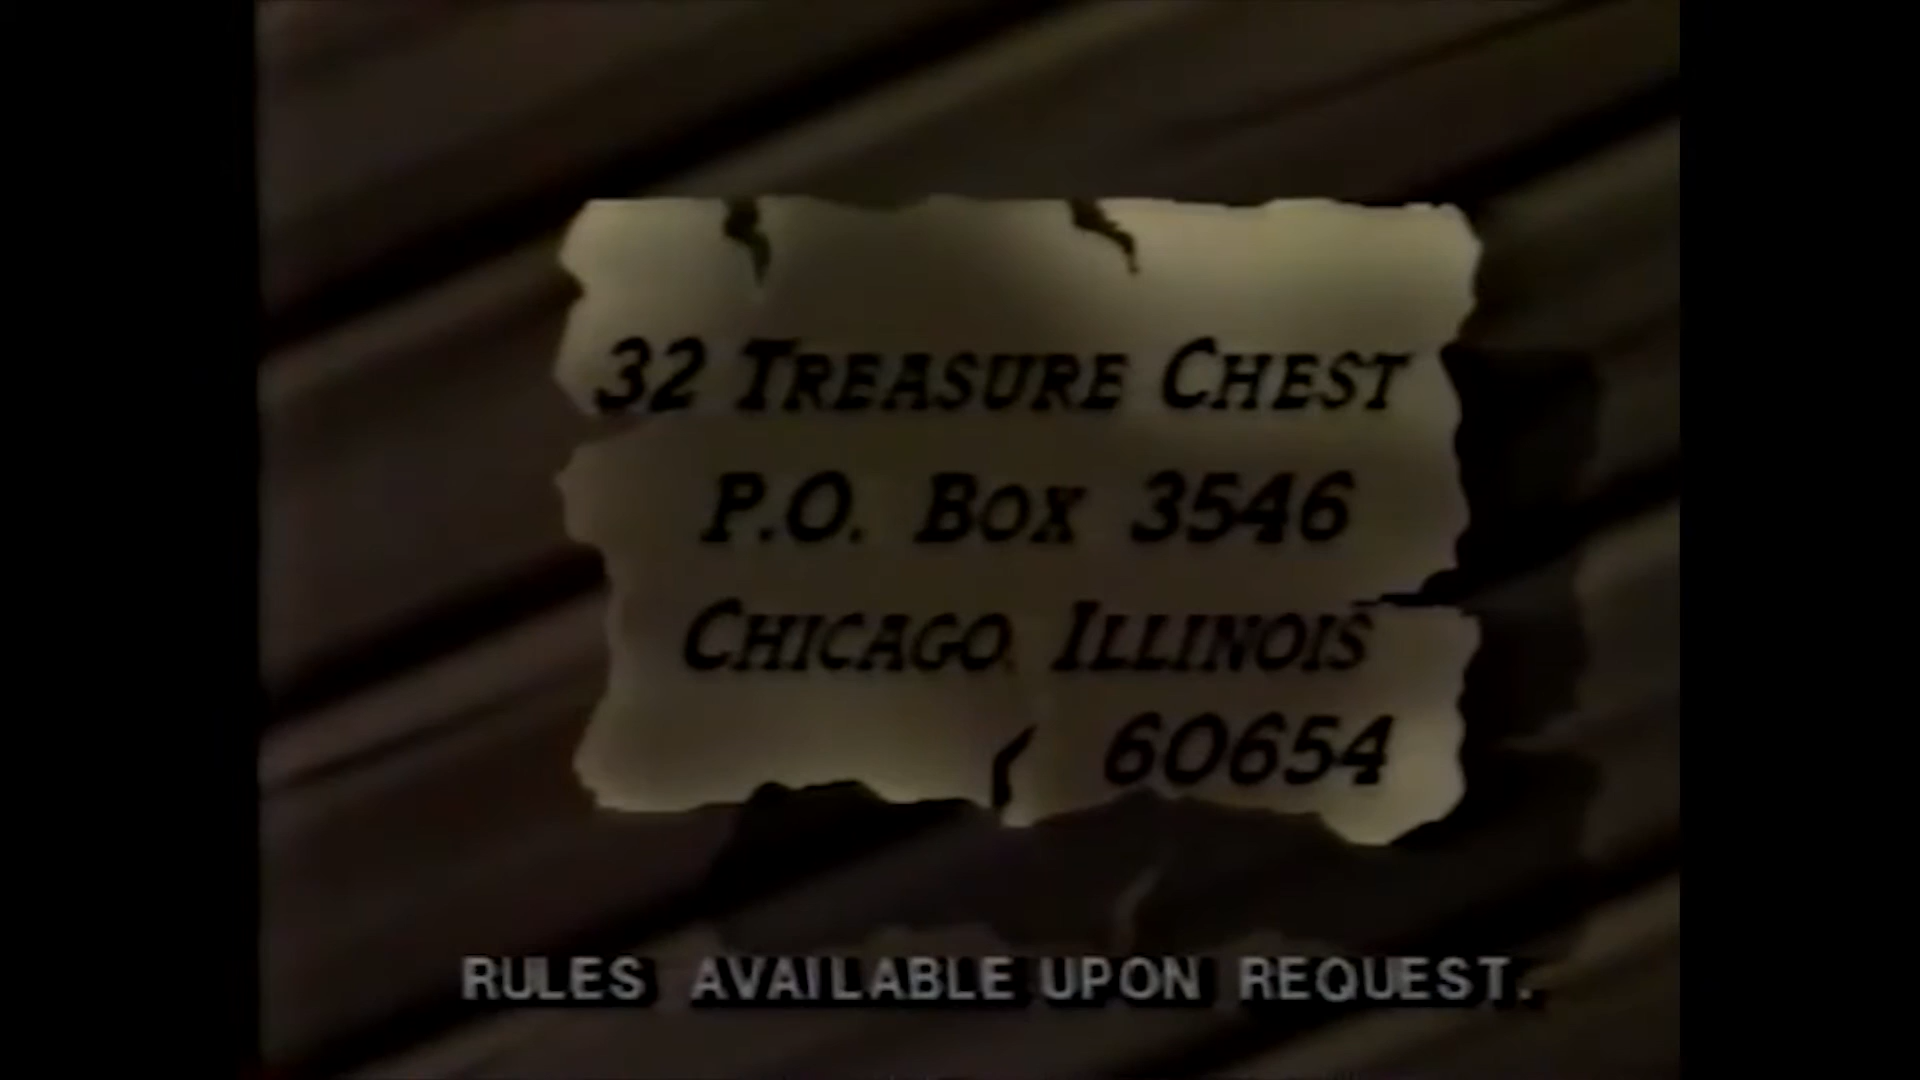 32 TREASURE CHEST
P.O. BOX 3546
CHICAGO, ILLINOIS
60654
RULES AVAILABLE UPON REQUEST.